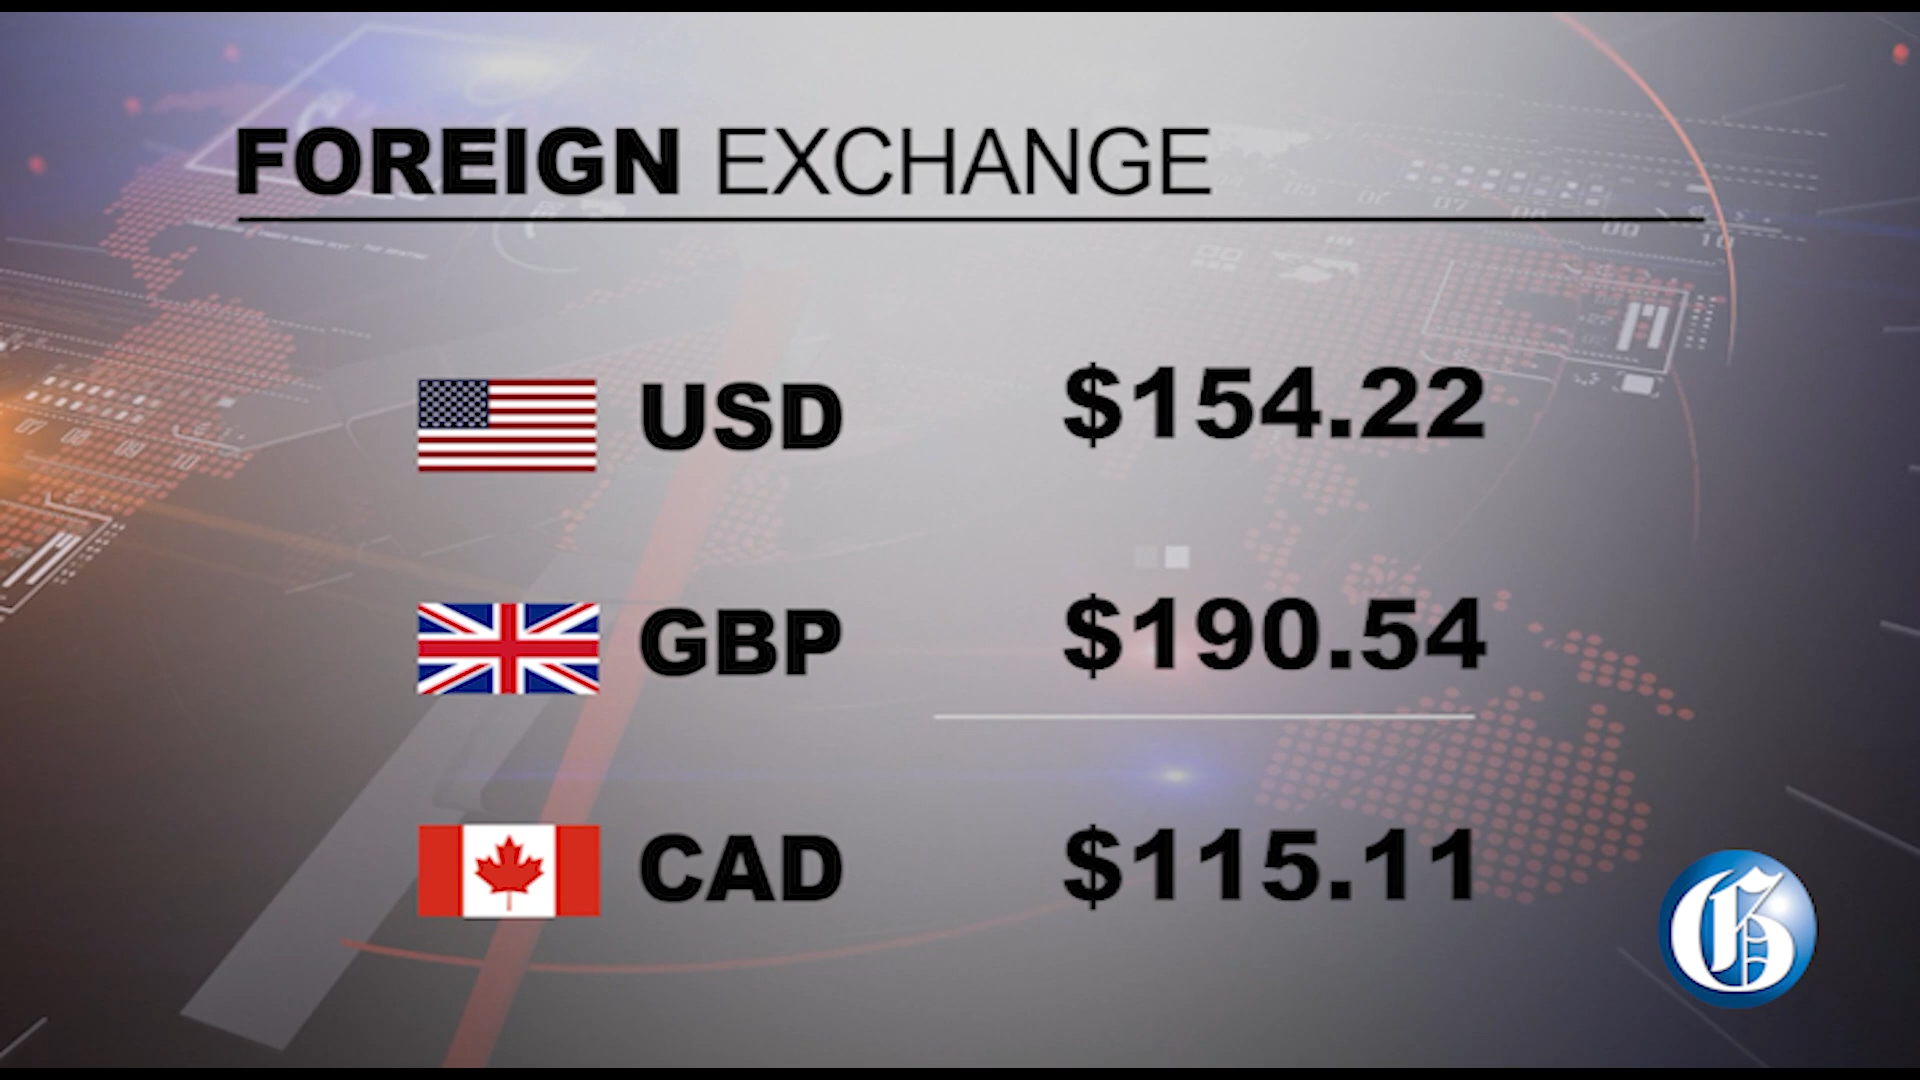 FOREIGN EXCHANGE
USD $154.22
GBP $190.54
CAD $115.11
G